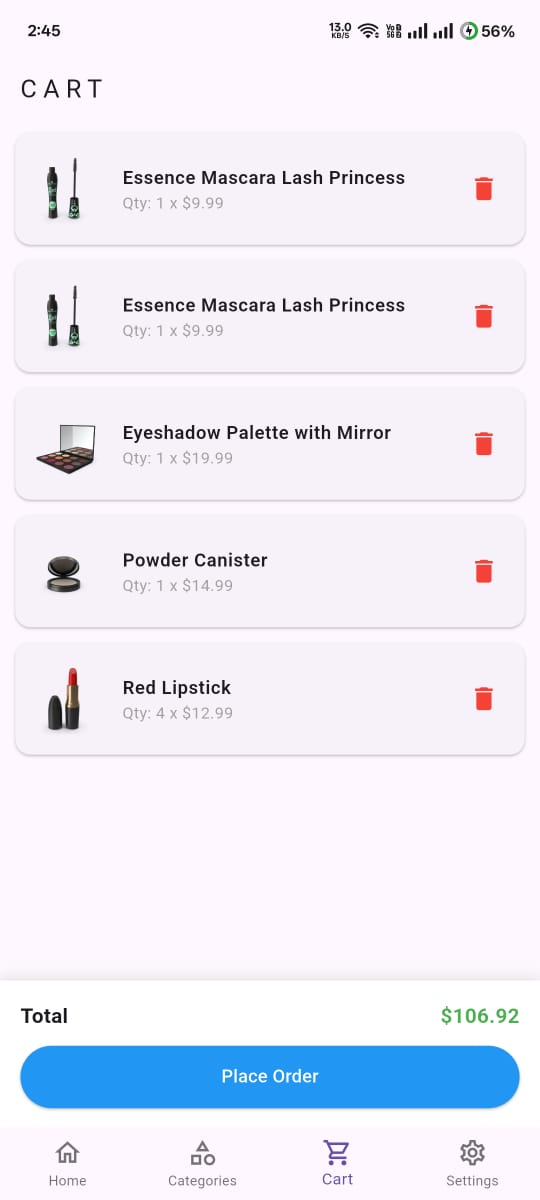 2:45
13.0
KB/S
56%
CART
Essence Mascara Lash Princess
Qty: 1 x $9.99
Essence Mascara Lash Princess
Qty: 1 x $9.99
Eyeshadow Palette with Mirror
Qty: 1 x $19.99
Powder Canister
Qty: 1 x $14.99
Red Lipstick
Qty: 4 x $12.99
Total
$106.92
Place Order
Home
Categories
Cart
Settings